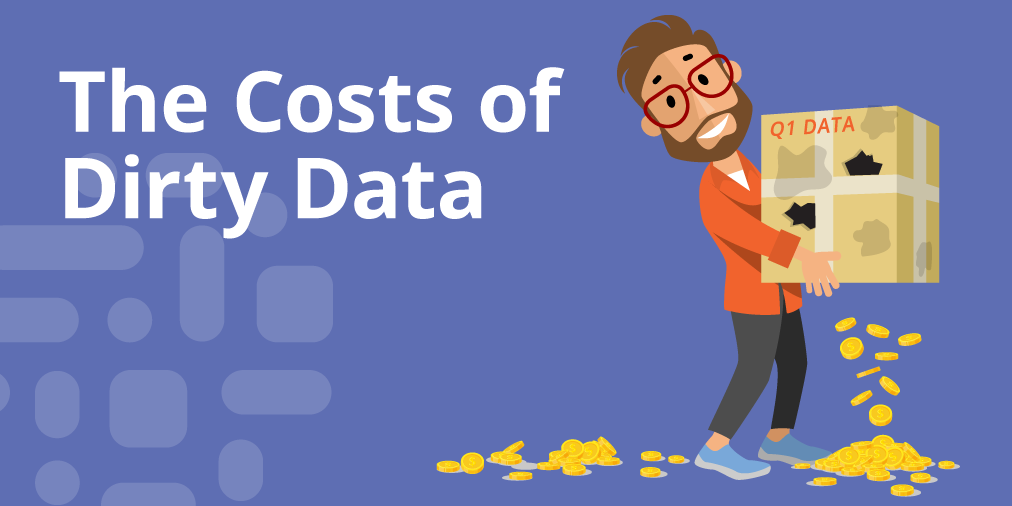 The Costs of
Dirty Data
Q1 DATA